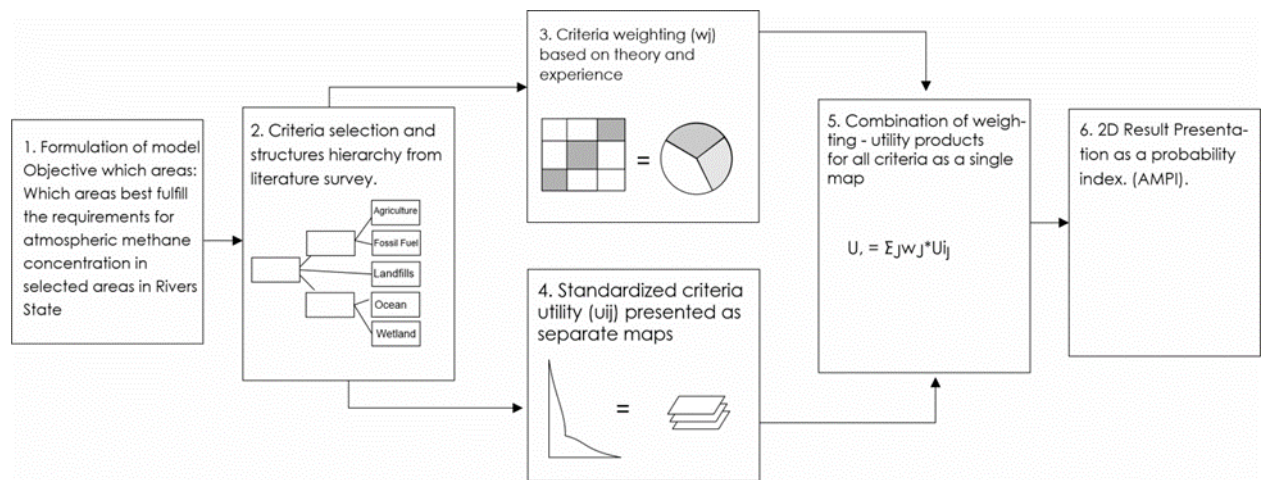 1. Formulation of model
Objective which areas:
Which areas best fulfill
the requirements for
atmospheric methane
concentration in
selected areas in Rivers
State
2. Criteria selection and
structures hierarchy from
literature survey.
Agriculture
Fossil Fuel
Landfills
Ocean
Wetland
3. Criteria weighting (wj)
based on theory and
experience
=
4. Standardized criteria
utility (uij) presented as
separate maps
=
5. Combination of weigh-
ting - utility products
for all criteria as a single
map
U, = ΣJwJ*Uij
6. 2D Result Presenta-
tion as a probability
index. (AMPI).